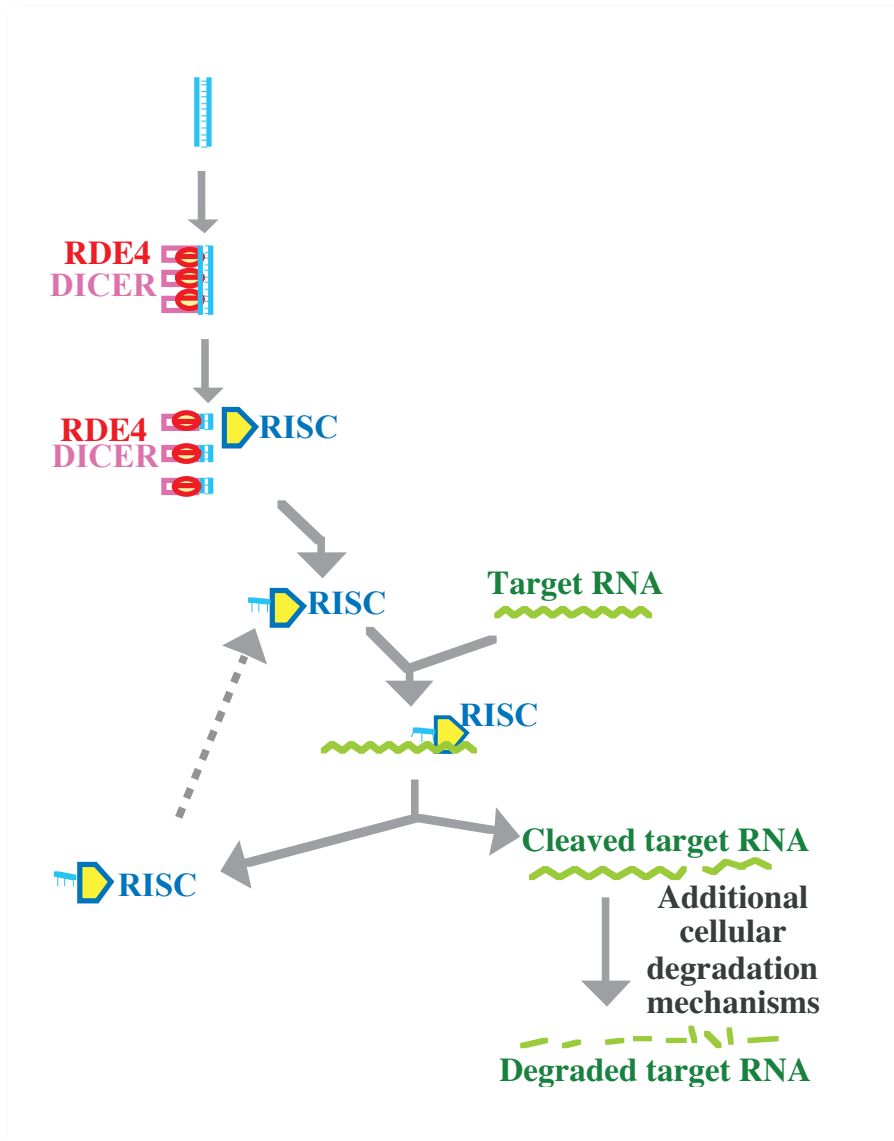 RDE4
DICER
RDE4
DICER
RISC
RISC
Target RNA
RISC
RISC
Cleaved target RNA
Additional
cellular
degradation
mechanisms
Degraded target RNA